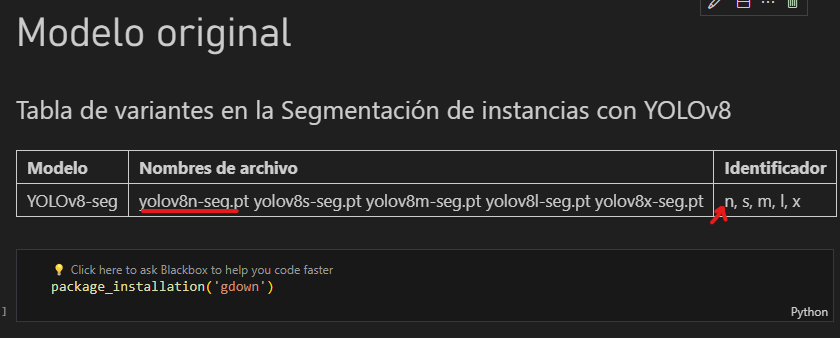 Modelo original
Tabla de variantes en la Segmentación de instancias con YOLOv8
Modelo Nombres de archivo Identificador
YOLOv8-seg yolov8n-seg.pt yolov8s-seg.pt yolov8m-seg.pt yolov8l-seg.pt yolov8x-seg.pt n, s, m, l, x
Click here to ask Blackbox to help you code faster
package_installation('gdown')
]
Python